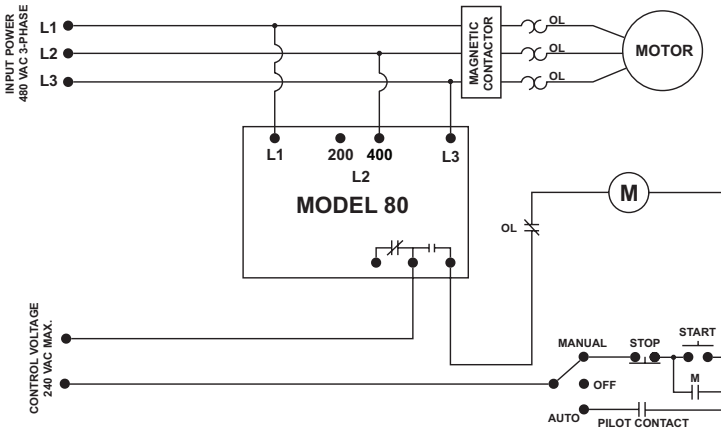 INPUT POWER
480 VAC 3-PHASE
L1
L2
L3
MAGNETIC
CONTACTOR
OL
OL
OL
MOTOR
L1
200
400
L3
L2
MODEL 80
M
OL
CONTROL VOLTAGE
240 VAC MAX.
MANUAL
STOP
START
OFF
M
AUTO
PILOT CONTACT